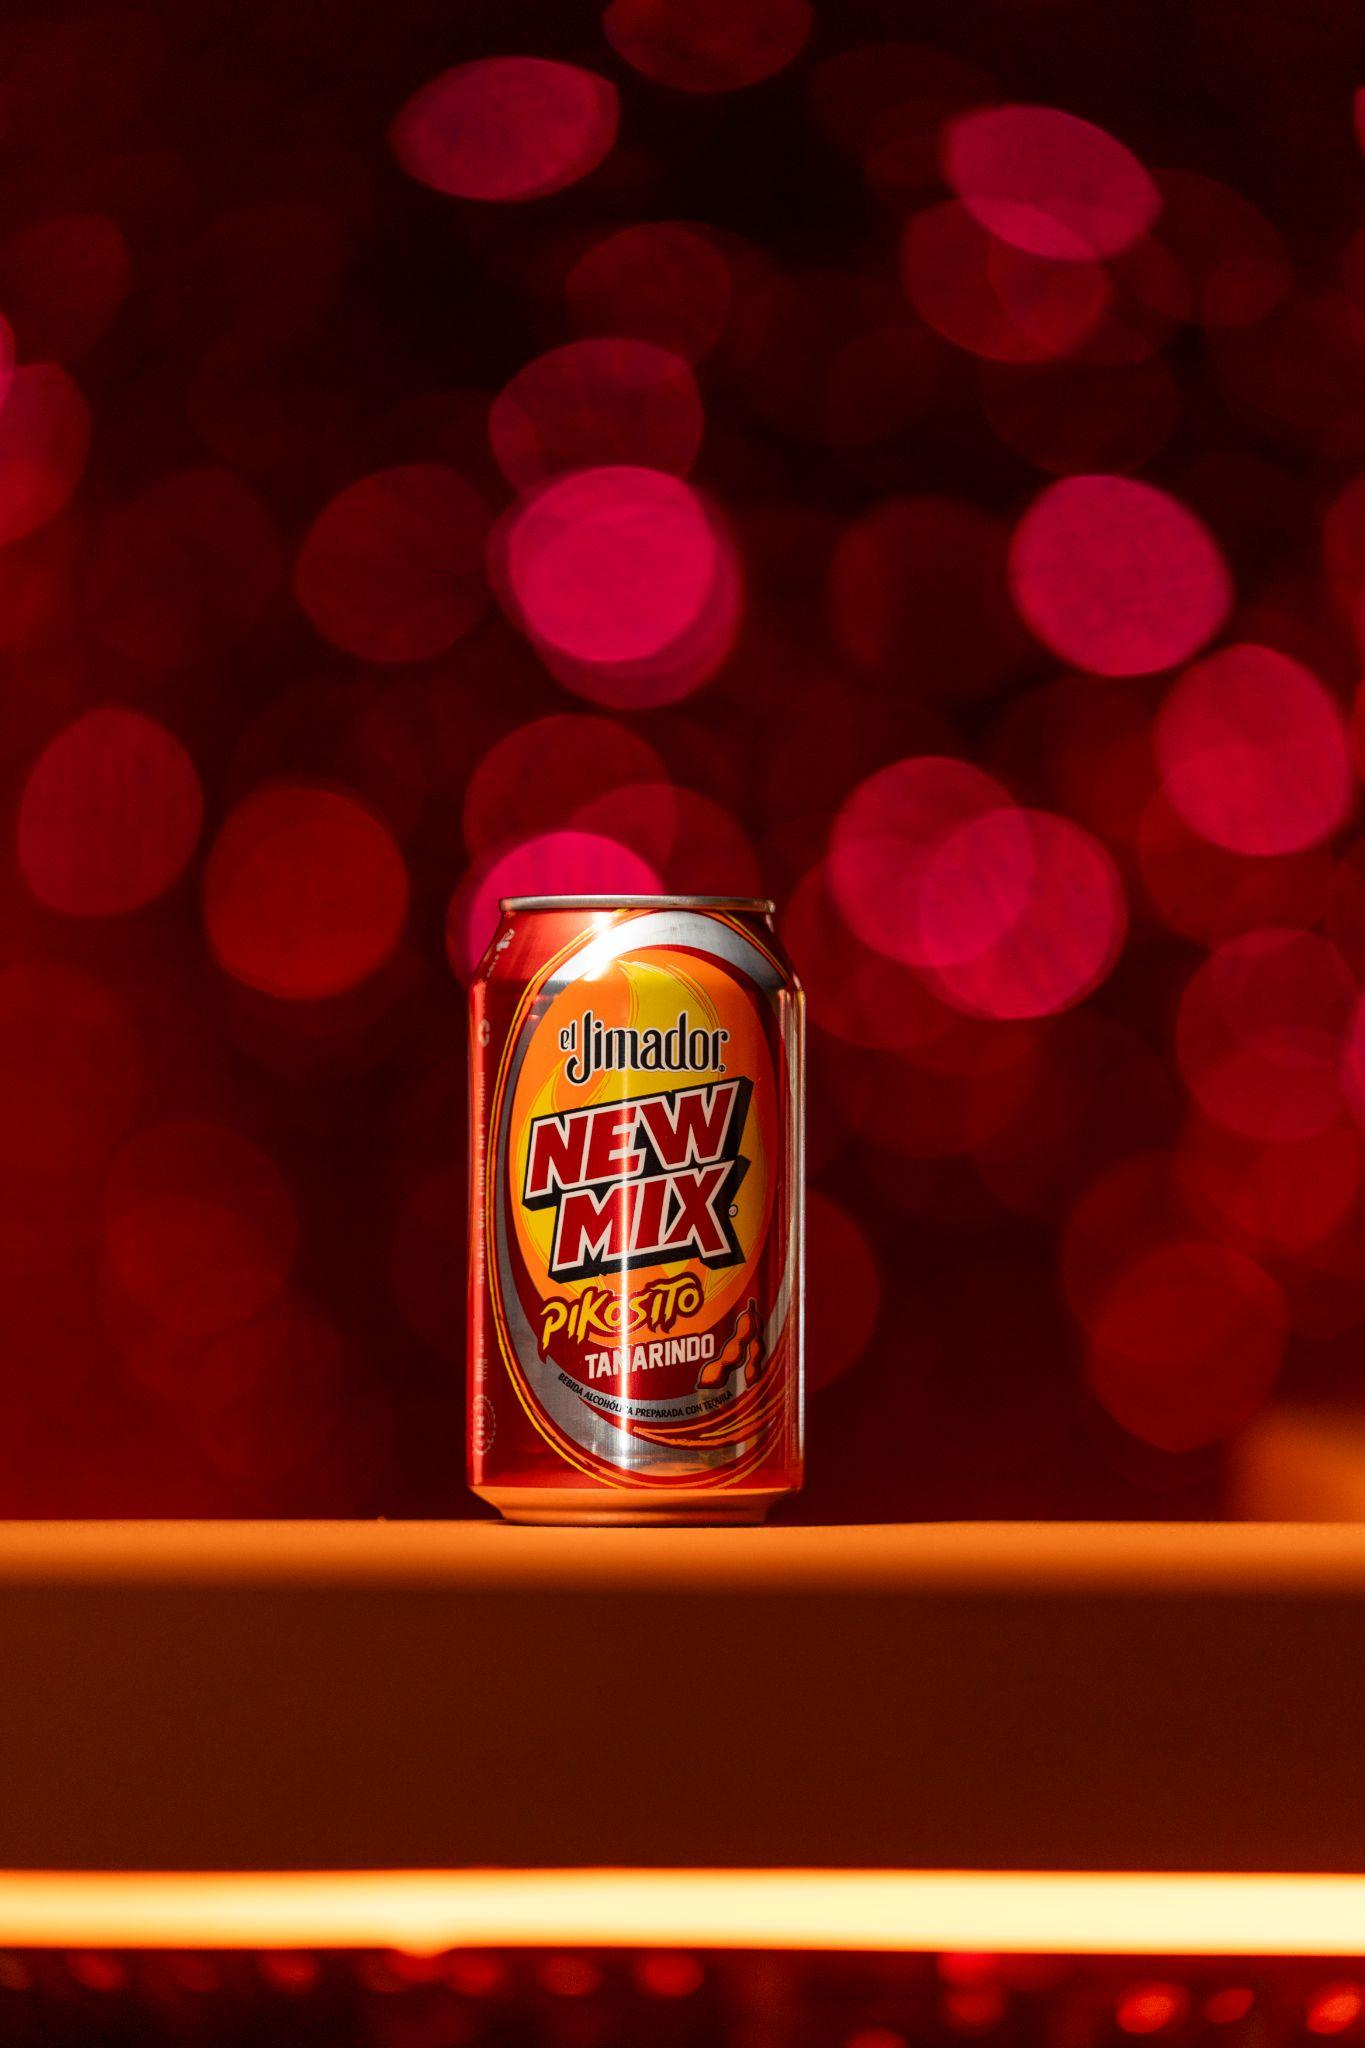 el Jimador
NEW
MIX
PIKOSITO
TAMARINDO
BEBIDA ALCOHÓLICA PREPARADA CON TEQUILA